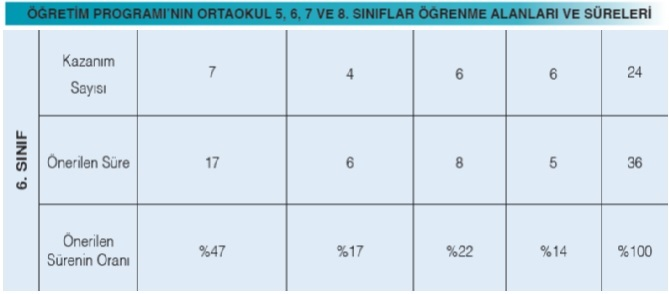 ÖĞRETİM PROGRAMI'NIN ORTAOKUL 5, 6, 7 VE 8. SINIFLAR ÖĞRENME ALANLARI VE SÜRELERİ
6. SINIF
Kazanım
Sayısı
7
4
6
6
24
Önerilen Süre
17
6
8
5
36
Önerilen
Sürenin Oranı
%47
%17
%22
%14
%100